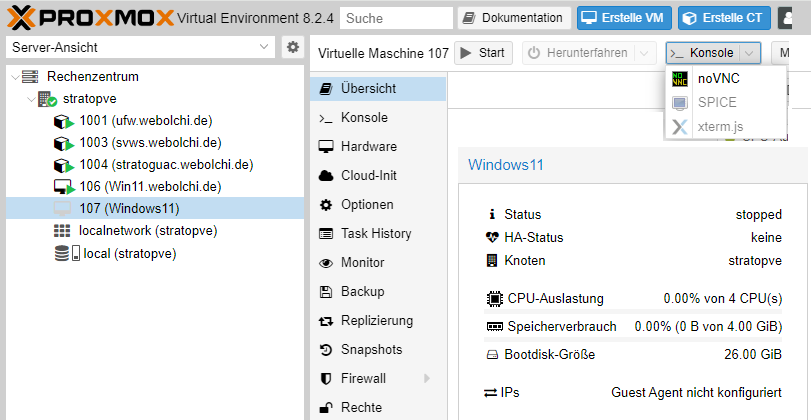 PROXMOX Virtual Environment 8.2.4 Suche Dokumentation Erstelle VM Erstelle CT
Server-Ansicht
Rechenzentrum
stratopve
1001 (ufw.webolchi.de)
1003 (svws.webolchi.de)
1004 (stratoguac.webolchi.de)
106 (Win11.webolchi.de)
107 (Windows11)
localnetwork (stratopve)
local (stratopve)
Virtuelle Maschine 107 Start Herunterfahren >_ Konsole M
noVNC
SPICE
xterm.js
Übersicht
>_ Konsole
Hardware
Cloud-Init
Optionen
Task History
Monitor
Backup
Replizierung
Snapshots
Firewall
Rechte
Windows11
Status stopped
HA-Status keine
Knoten stratopve
CPU-Auslastung 0.00% von 4 CPU(s)
Speicherverbrauch 0.00% (0 B von 4.00 GiB)
Bootdisk-Größe 26.00 GiB
IPs Guest Agent nicht konfiguriert